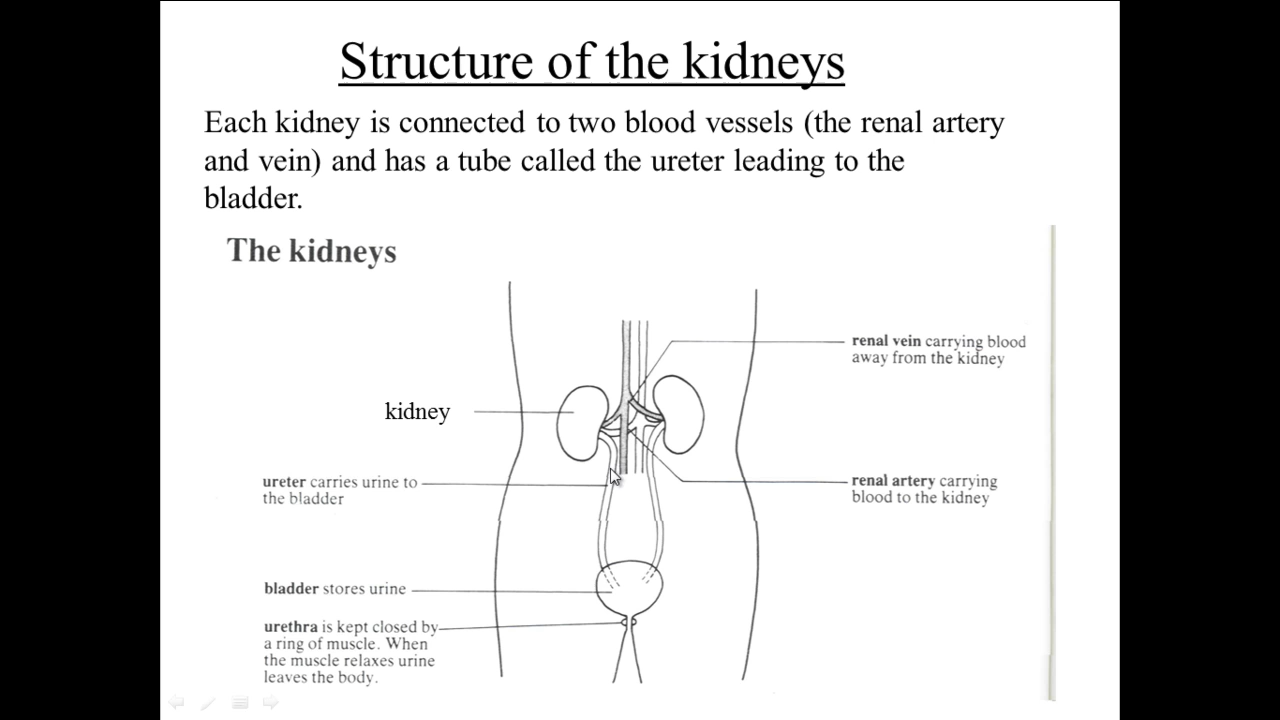 Structure of the kidneys
Each kidney is connected to two blood vessels (the renal artery
and vein) and has a tube called the ureter leading to the
bladder.
The kidneys
renal vein carrying blood
away from the kidney
kidney
ureter carries urine to
the bladder
renal artery carrying
blood to the kidney
bladder stores urine
urethra is kept closed by
a ring of muscle. When
the muscle relaxes urine
leaves the body.